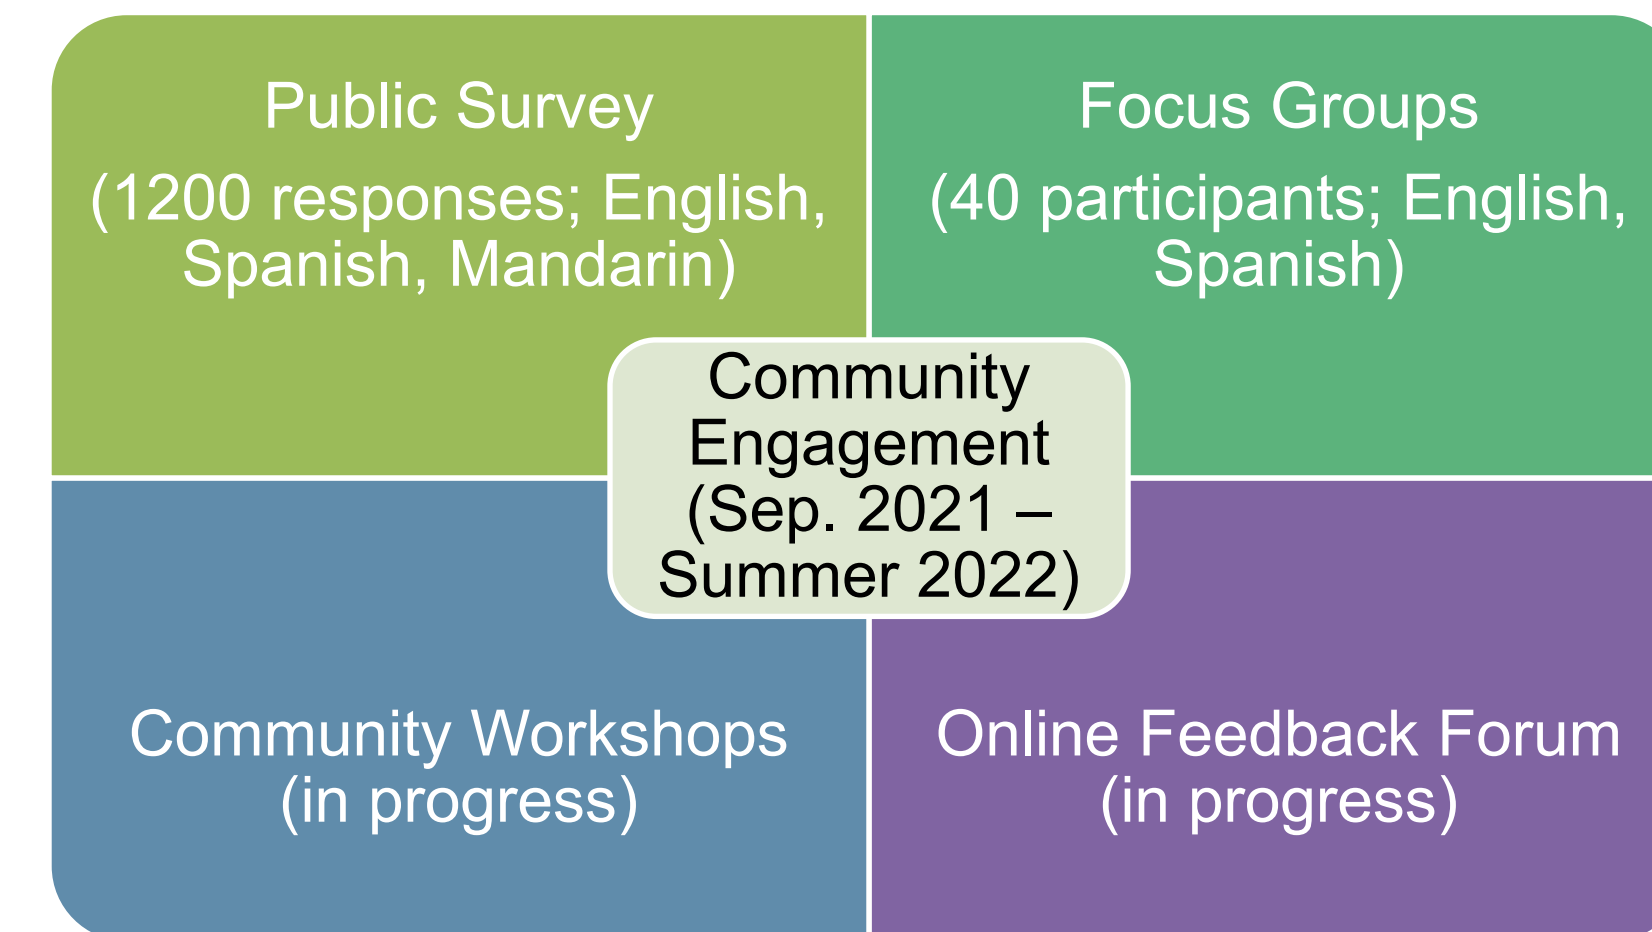 Public Survey
(1200 responses; English,
Spanish, Mandarin)
Focus Groups
(40 participants; English,
Spanish)
Community
Engagement
(Sep. 2021 –
Summer 2022)
Community Workshops
(in progress)
Online Feedback Forum
(in progress)